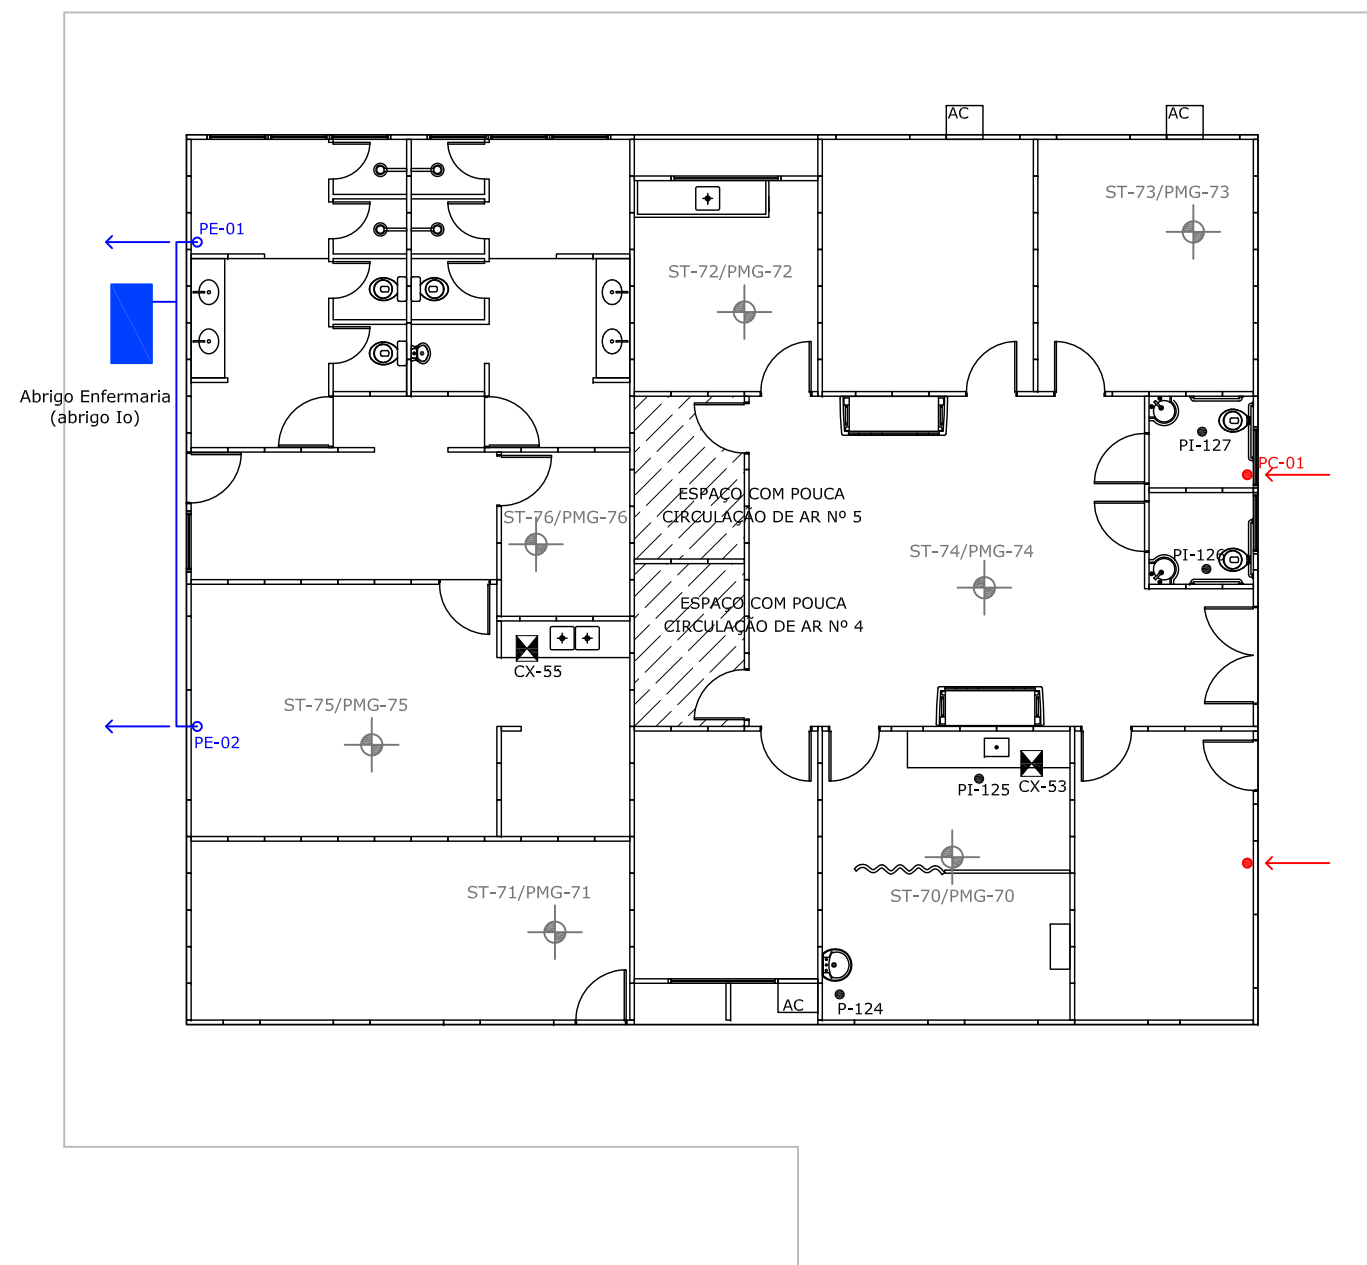 AC
AC
ST-73/PMG-73
PE-01
ST-72/PMG-72
Abrigo Enfermaria
(abrigo Io)
PI-127
PC-01
ESPAÇO COM POUCA
CIRCULAÇÃO DE AR Nº 5
ST-76/PMG-76
ST-74/PMG-74
PI-126
ESPAÇO COM POUCA
CIRCULAÇÃO DE AR Nº 4
CX-55
ST-75/PMG-75
PE-02
PI-125
CX-53
ST-71/PMG-71
ST-70/PMG-70
AC
P-124